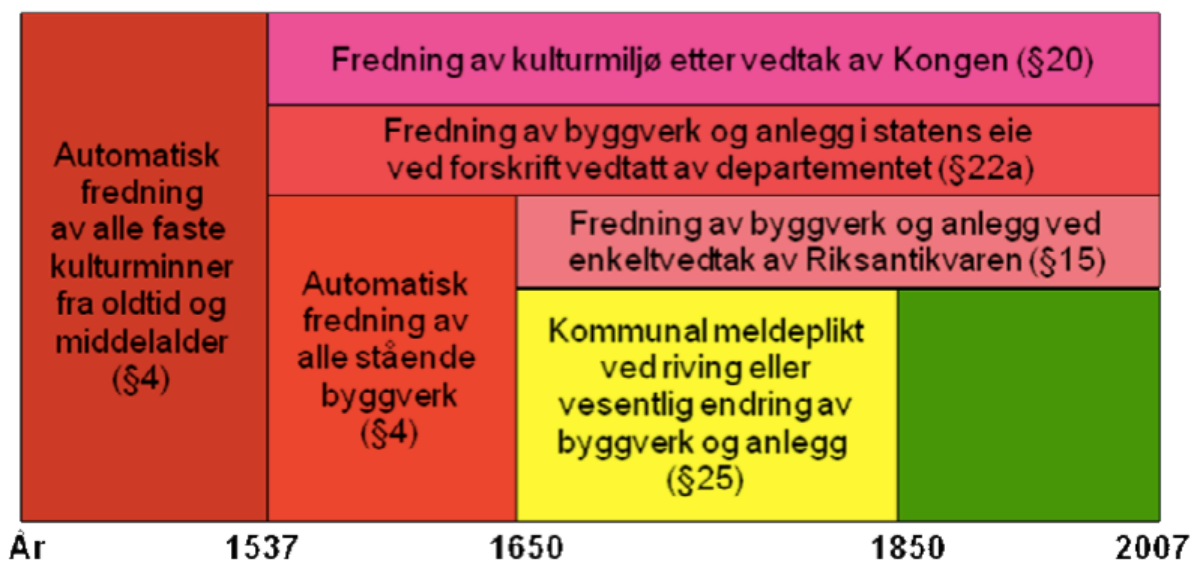 Fredning av kulturmiljø etter vedtak av Kongen (§20)
Fredning av byggverk og anlegg i statens eie
ved forskrift vedtatt av departementet (§22a)
Automatisk
fredning
av alle faste
kulturminner
fra oldtid og
middelalder
(§4)
Fredning av byggverk og anlegg ved
enkeltvedtak av Riksantikvaren (§15)
Automatisk
fredning av
alle stående
byggverk
(§4)
Kommunal meldeplikt
ved riving eller
vesentlig endring av
byggverk og anlegg
(§25)
År 1537 1650 1850 2007